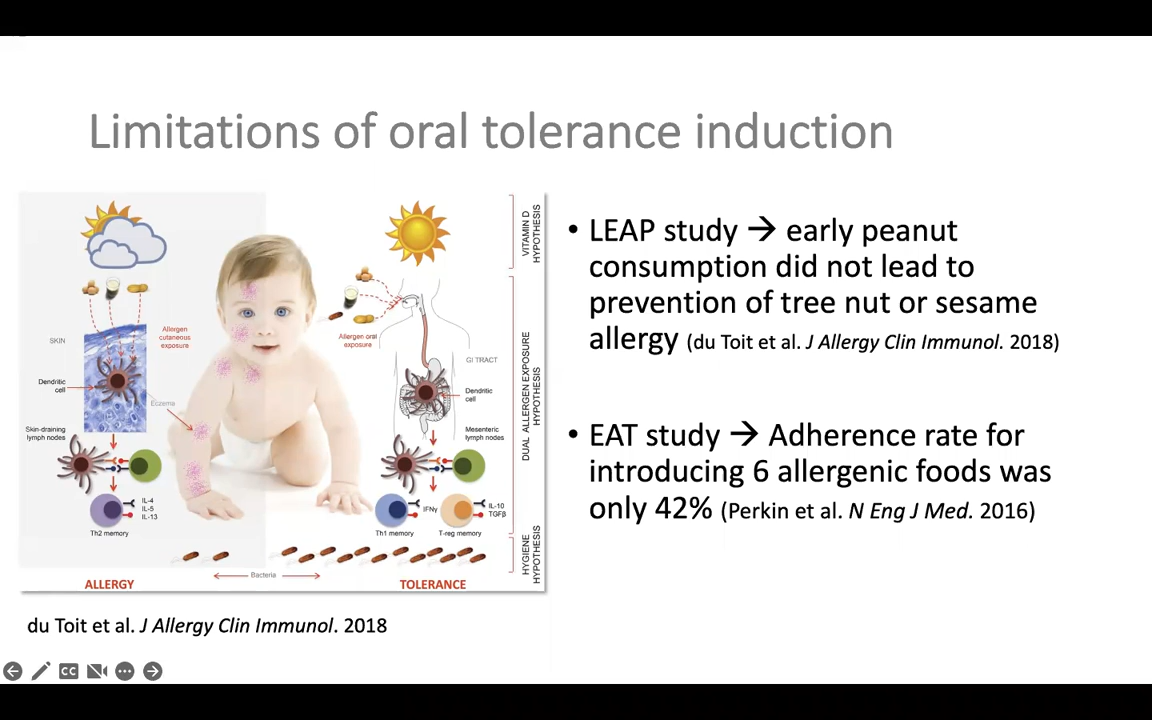 Limitations of oral tolerance induction
VITAMIN D
HYPOTHESIS
Allergen
cutaneous
exposure
Allergen oral
exposure
SKIN
GI TRACT
Dendritic
cell
Eczema
Dendritic
cell
DUAL ALLERGEN EXPOSURE
HYPOTHESIS
Skin-draining
lymph nodes
Mesenteric
lymph nodes
IL-4
IL-5
IL-13
Th2 memory
IFNγ
IL-10
TGFβ
Th1 memory
T-reg memory
HYGIENE
HYPOTHESIS
Bacteria
ALLERGY
TOLERANCE
du Toit et al. J Allergy Clin Immunol. 2018
• LEAP study → early peanut
consumption did not lead to
prevention of tree nut or sesame
allergy (du Toit et al. J Allergy Clin Immunol. 2018)
• EAT study → Adherence rate for
introducing 6 allergenic foods was
only 42% (Perkin et al. N Eng J Med. 2016)
CC